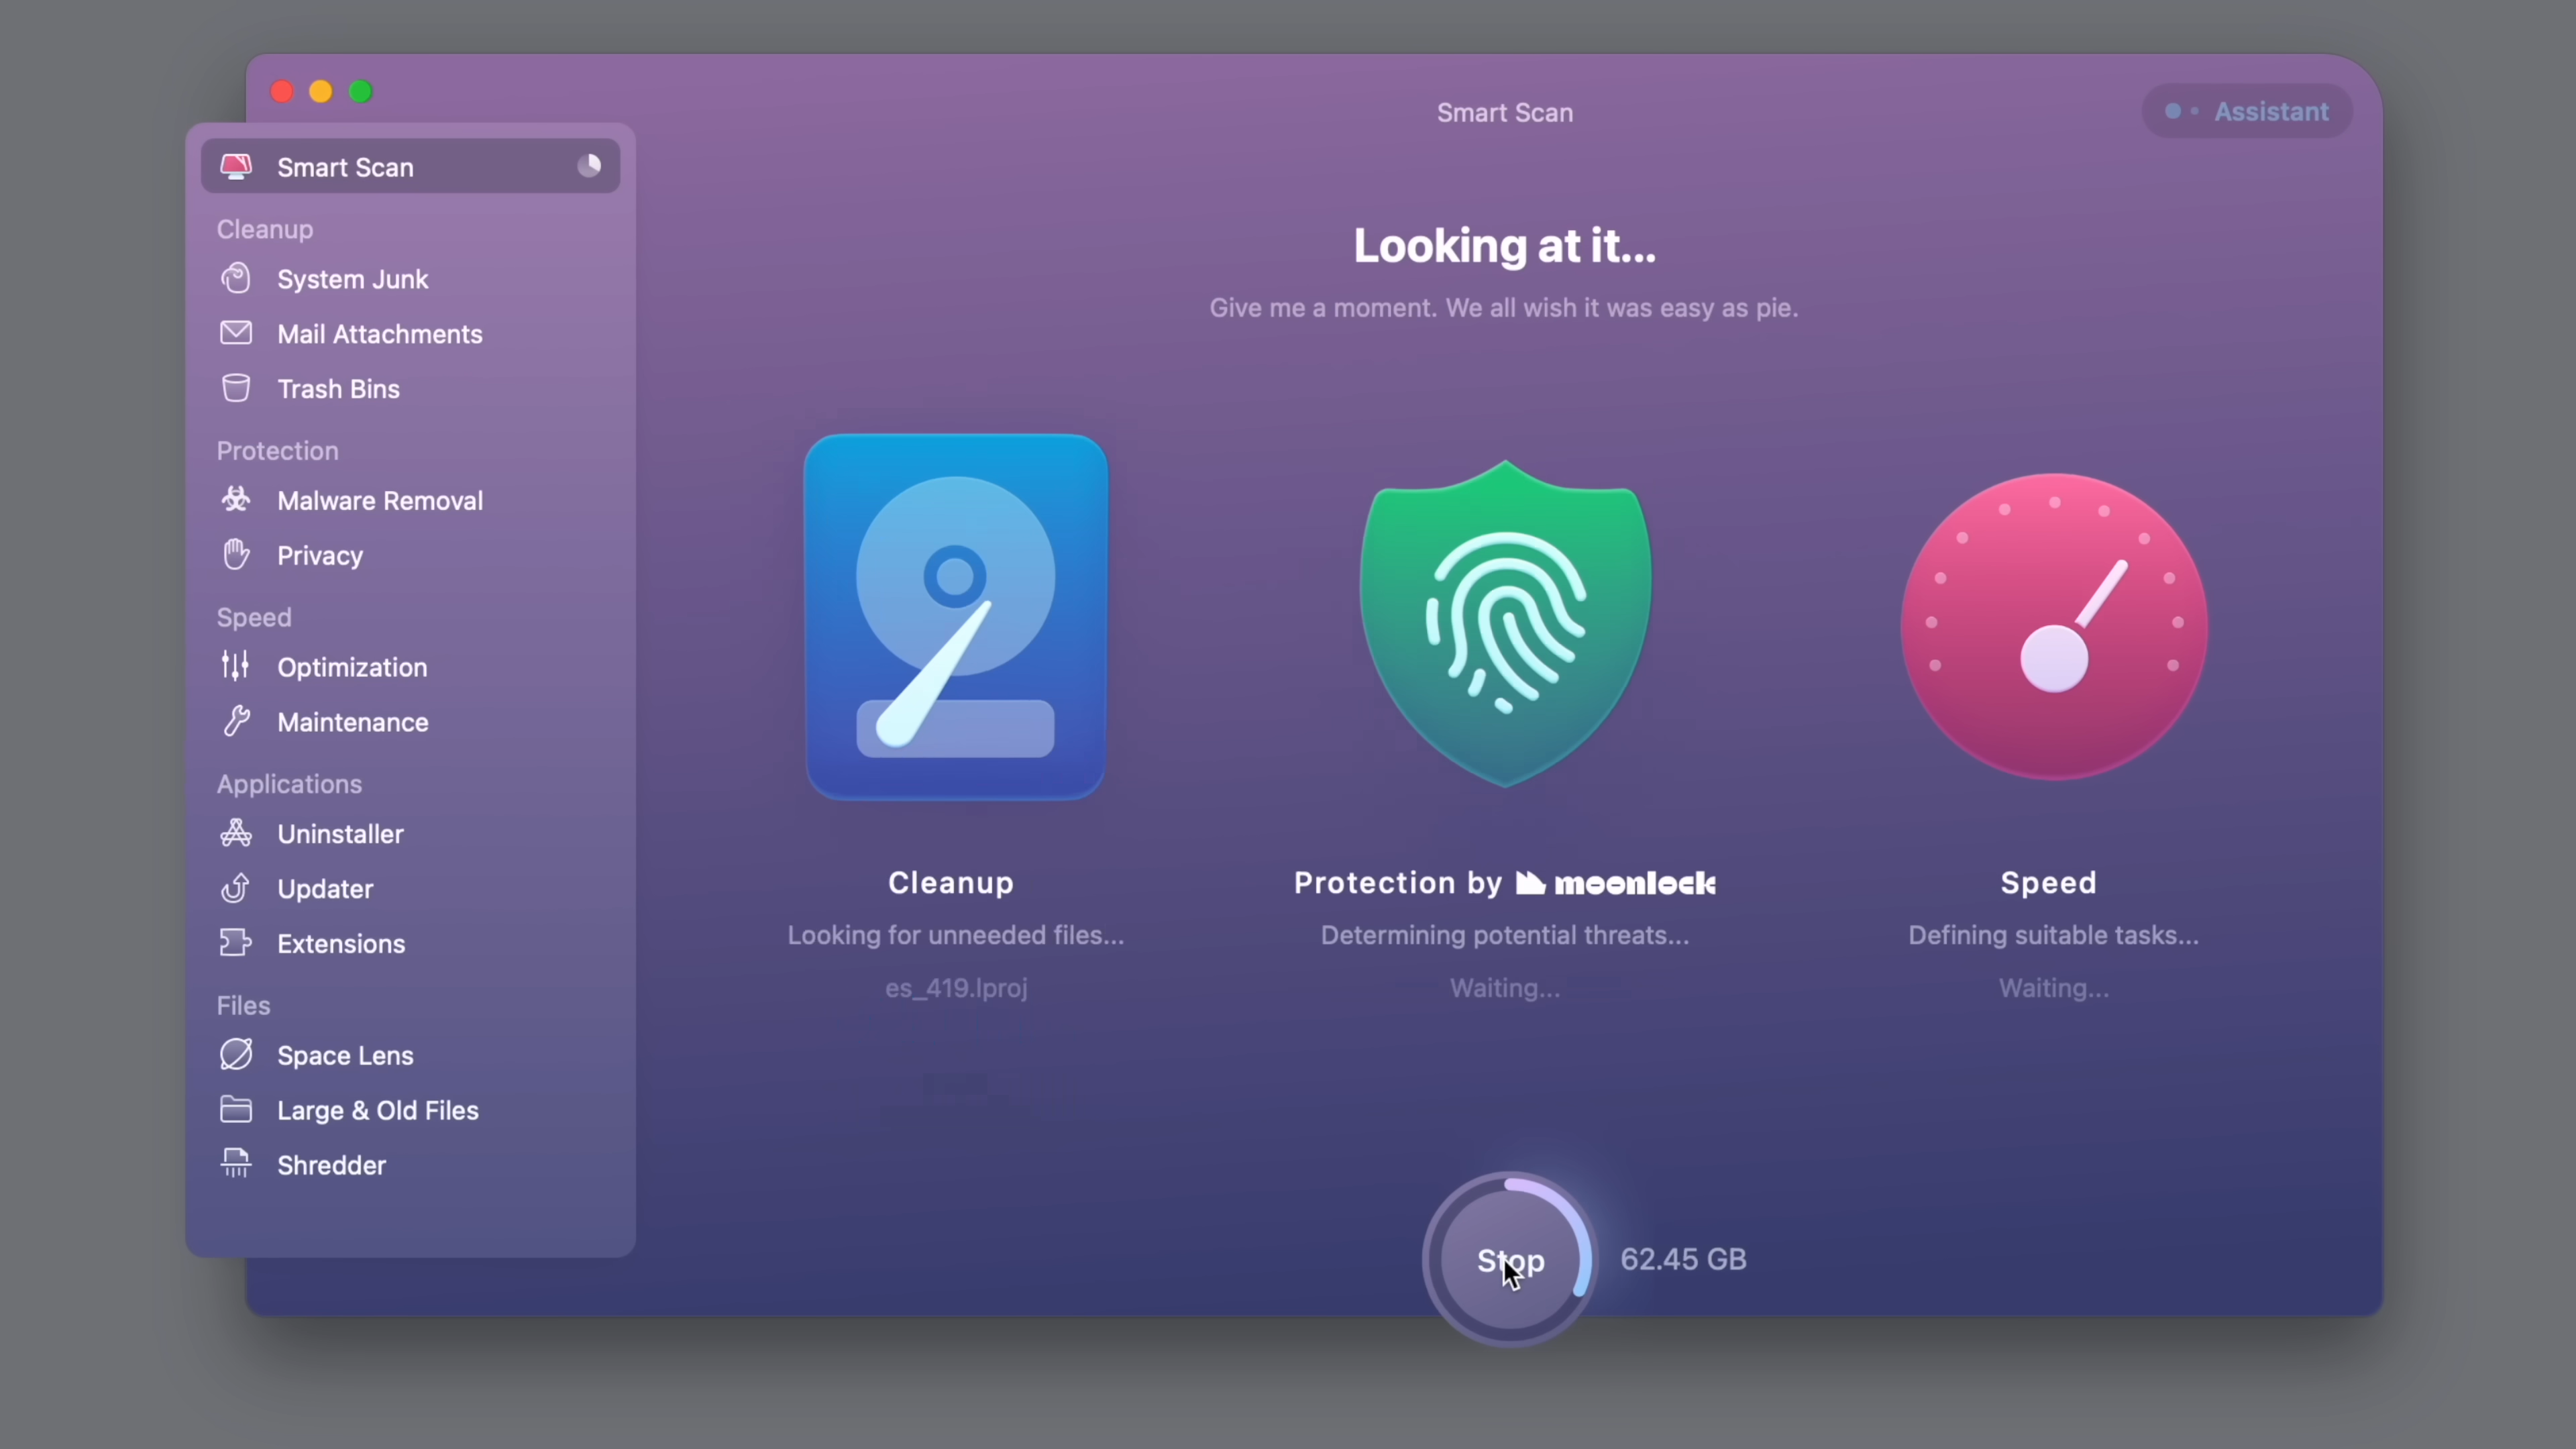 Smart Scan
Assistant
Smart Scan
Cleanup
System Junk
Mail Attachments
Trash Bins
Protection
Malware Removal
Privacy
Speed
Optimization
Maintenance
Applications
Uninstaller
Updater
Extensions
Files
Space Lens
Large & Old Files
Shredder
Looking at it...
Give me a moment. We all wish it was easy as pie.
Cleanup
Looking for unneeded files...
es_419.lproj
Protection by moonlock
Determining potential threats...
Waiting...
Speed
Defining suitable tasks...
Waiting...
Stop
62.45 GB